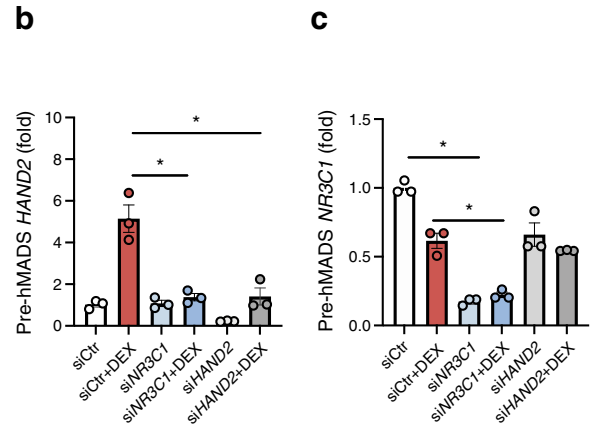 b
Pre-hMADS HAND2 (fold)
10
8
6
4
2
0
*
*
siCtr
siCtr+DEX
siNR3C1
siNR3C1+DEX
siHAND2
siHAND2+DEX
c
Pre-hMADS NR3C1 (fold)
1.5
1.0
0.5
0.0
*
*
siCtr
siCtr+DEX
siNR3C1
siNR3C1+DEX
siHAND2
siHAND2+DEX